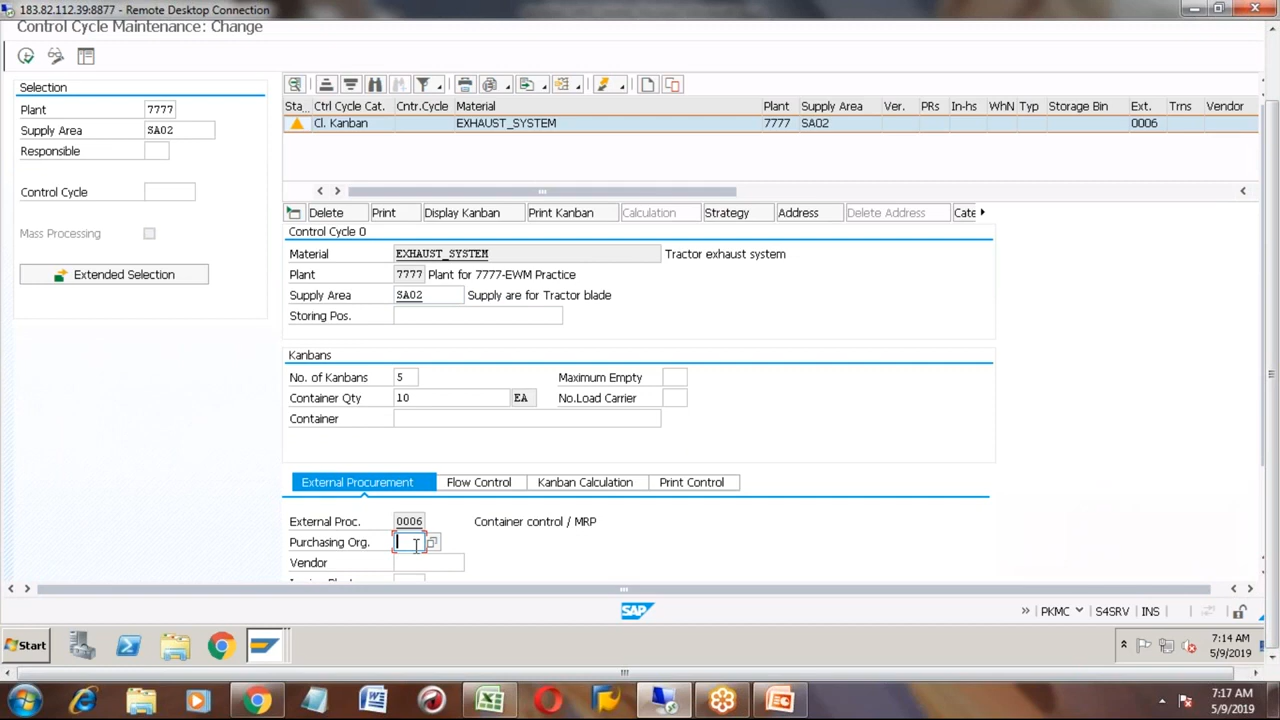 183.82.112.39:8877 - Remote Desktop Connection
Control Cycle Maintenance: Change
Selection
Plant 7777
Supply Area SA02
Responsible
Control Cycle
Mass Processing
Extended Selection
Sta... Ctrl Cycle Cat. Cntr.Cycle Material Plant Supply Area Ver. PRs In-hs WhN Typ Storage Bin Ext. Trns Vendor
Cl. Kanban EXHAUST_SYSTEM 7777 SA02 0006
Delete Print Display Kanban Print Kanban Calculation Strategy Address Delete Address Cate
Control Cycle 0
Material EXHAUST_SYSTEM Tractor exhaust system
Plant 7777 Plant for 7777-EWM Practice
Supply Area SA02 Supply are for Tractor blade
Storing Pos.
Kanbans
No. of Kanbans 5 Maximum Empty
Container Qty 10 EA No.Load Carrier
Container
External Procurement Flow Control Kanban Calculation Print Control
External Proc. 0006 Container control / MRP
Purchasing Org.
Vendor
SAP PKMC S4SRV INS
Start 7:14 AM
5/9/2019
7:17 AM
5/9/2019